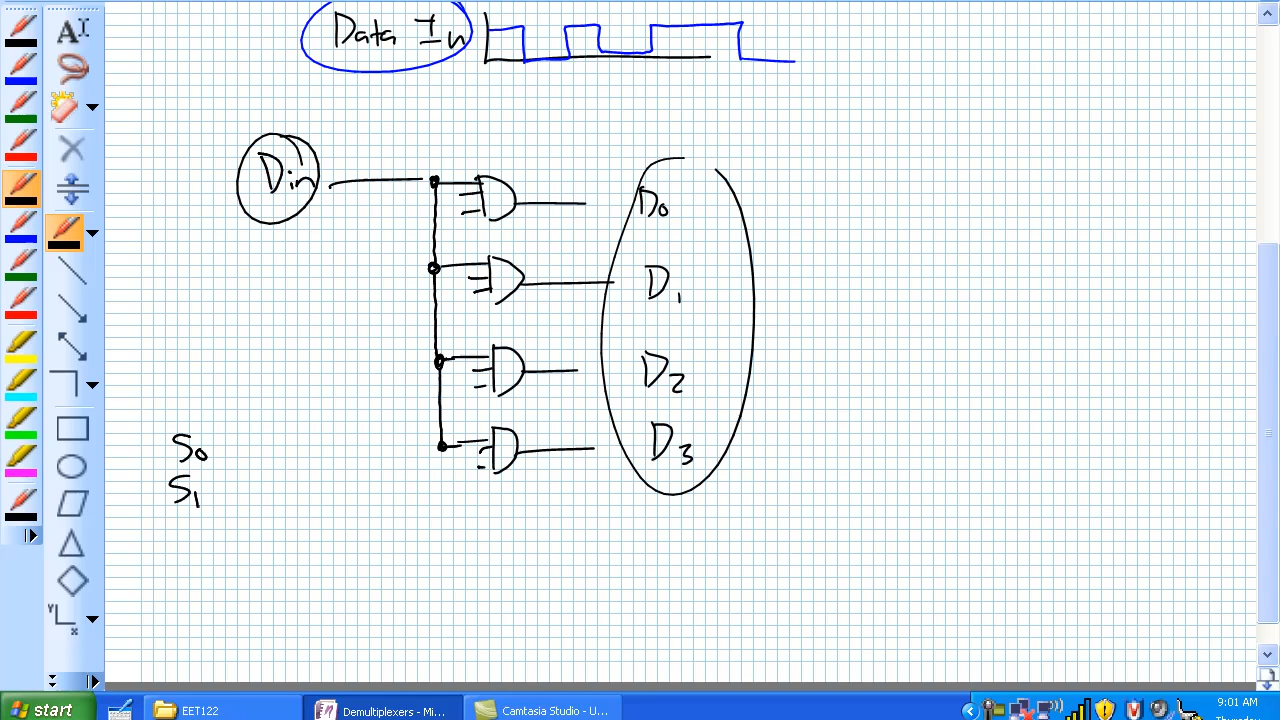 Data In
Din
D0
D1
D2
D3
S0
S1
start
EET122
Demultiplexers - Mi...
Camtasia Studio - U...
9:01 AM